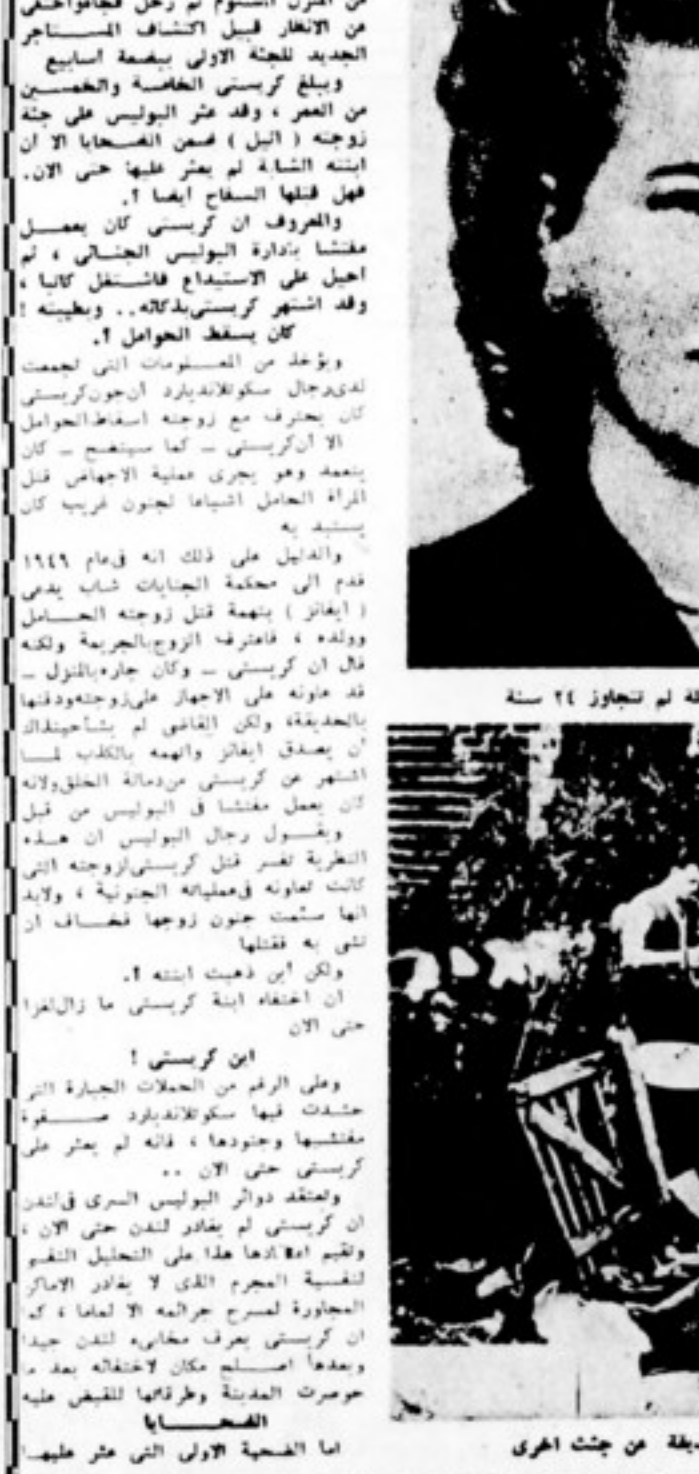 من المنزل المشئوم ثم رحل فجأة واختفى
عن الانظار قبيل اكتشاف المستأجر
الجديد للجثة الاولى ببضعة اسابيع
ويبلغ كريستى الخامسة والخمسين
من العمر ، وقد عثر البوليس على جثة
زوجته ( اتيل ) ضمن الضحايا الا ان
ابنته الشابة لم يعثر عليها حتى الان.
فهل قتلها السفاح ايضا ؟.
والمعروف ان كريستى كان يعمل
مفتشا بادارة البوليس الجنائى ، ثم
احيل على الاستيداع فاشتغل كاتبا ،
وقد اشتهر كريستى بذكائه.. وبطيبته !
كان يسقط الحوامل ؟.
ويؤخذ من المعلومات التى تجمعت
لدى رجال سكوتلانديارد ان جون كريستى
كان يحترف مع زوجته اسقاط الحوامل
الا ان كريستى ـ كما سيتضح ـ كان
يتعمد وهو يجرى عملية الاجهاض قتل
المرأة الحامل اشباعا لجنون غريب كان
يستبد به
والدليل على ذلك انه فى عام ١٩٤٩
قدم الى محكمة الجنايات شاب يدعى
( ايفانز ) بتهمة قتل زوجته الحامل
وولده ، فاعترف الزوج بالجريمة ولكنه
قال ان كريستى ـ وكان جاره بالمنزل ـ
قد عاونه على الاجهاز على زوجته ودفنها
بالحديقة، ولكن القاضى لم يشأ حينذاك
ان يصدق ايفانز واتهمه بالكذب لما
اشتهر عن كريستى من دماثة الخلق ولانه
كان يعمل مفتشا فى البوليس من قبل
ويقول رجال البوليس ان هذه
النظرية تفسر قتل كريستى لزوجته التى
كانت تعاونه فى عملياته الجنونية ، ولابد
انها سئمت جنون زوجها فخاف ان
تشى به فقتلها
ولكن اين ذهبت ابنته ؟.
ان اختفاء ابنة كريستى ما زال لغزا
حتى الان
اين كريستى !
وعلى الرغم من الحملات الجبارة التى
حشدت فيها سكوتلانديارد صفوة
مفتشيها وجنودها ، فانه لم يعثر على
كريستى حتى الان ..
وتعتقد دوائر البوليس السرى فى لندن
ان كريستى لم يغادر لندن حتى الان ،
وتقيم اعتقادها هذا على التحليل النفسى
لنفسية المجرم الذى لا يغادر الاماكن
المجاورة لمسرح جرائمه الا لماما ، كما
ان كريستى يعرف مخابىء لندن جيدا
ويعدها اصلح مكان لاختفائه بعد ما
حوصرت المدينة وطرقاتها للقبض عليه
الضحايا
اما الضحية الاولى التى عثر عليها
لم تتجاوز ٢٤ سنة
عن جثث اخرى